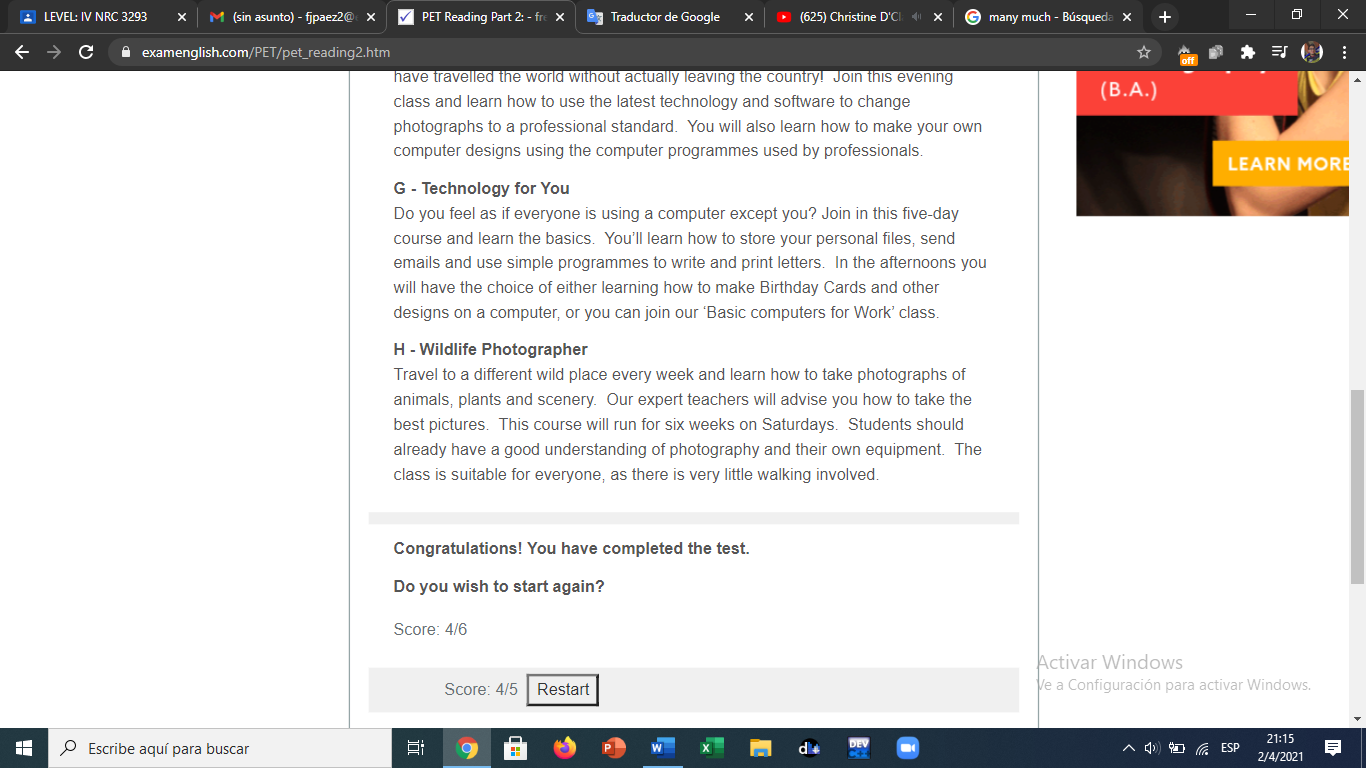 LEVEL: IV NRC 3293
(sin asunto) - fjpaez2@
PET Reading Part 2: - fre
Traductor de Google
(625) Christine D'Cl
many much - Búsqueda
examenglish.com/PET/pet_reading2.htm
off
have travelled the world without actually leaving the country! Join this evening
class and learn how to use the latest technology and software to change
photographs to a professional standard. You will also learn how to make your own
computer designs using the computer programmes used by professionals.
(B.A.)
LEARN MORE
G - Technology for You
Do you feel as if everyone is using a computer except you? Join in this five-day
course and learn the basics. You’ll learn how to store your personal files, send
emails and use simple programmes to write and print letters. In the afternoons you
will have the choice of either learning how to make Birthday Cards and other
designs on a computer, or you can join our ‘Basic computers for Work’ class.
H - Wildlife Photographer
Travel to a different wild place every week and learn how to take photographs of
animals, plants and scenery. Our expert teachers will advise you how to take the
best pictures. This course will run for six weeks on Saturdays. Students should
already have a good understanding of photography and their own equipment. The
class is suitable for everyone, as there is very little walking involved.
Congratulations! You have completed the test.
Do you wish to start again?
Score: 4/6
Score: 4/5 Restart
Activar Windows
Ve a Configuración para activar Windows.
Escribe aquí para buscar
DEV
ESP
21:15
2/4/2021